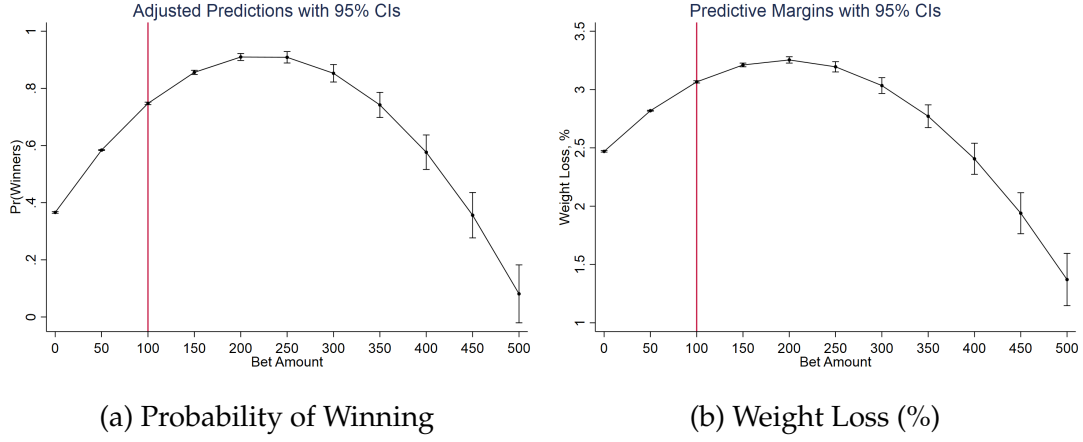 Adjusted Predictions with 95% CIs
Pr(Winners)
1
.8
.6
.4
.2
0
0 50 100 150 200 250 300 350 400 450 500
Bet Amount
(a) Probability of Winning
Predictive Margins with 95% CIs
Weight Loss, %
3.5
3
2.5
2
1.5
1
0 50 100 150 200 250 300 350 400 450 500
Bet Amount
(b) Weight Loss (%)